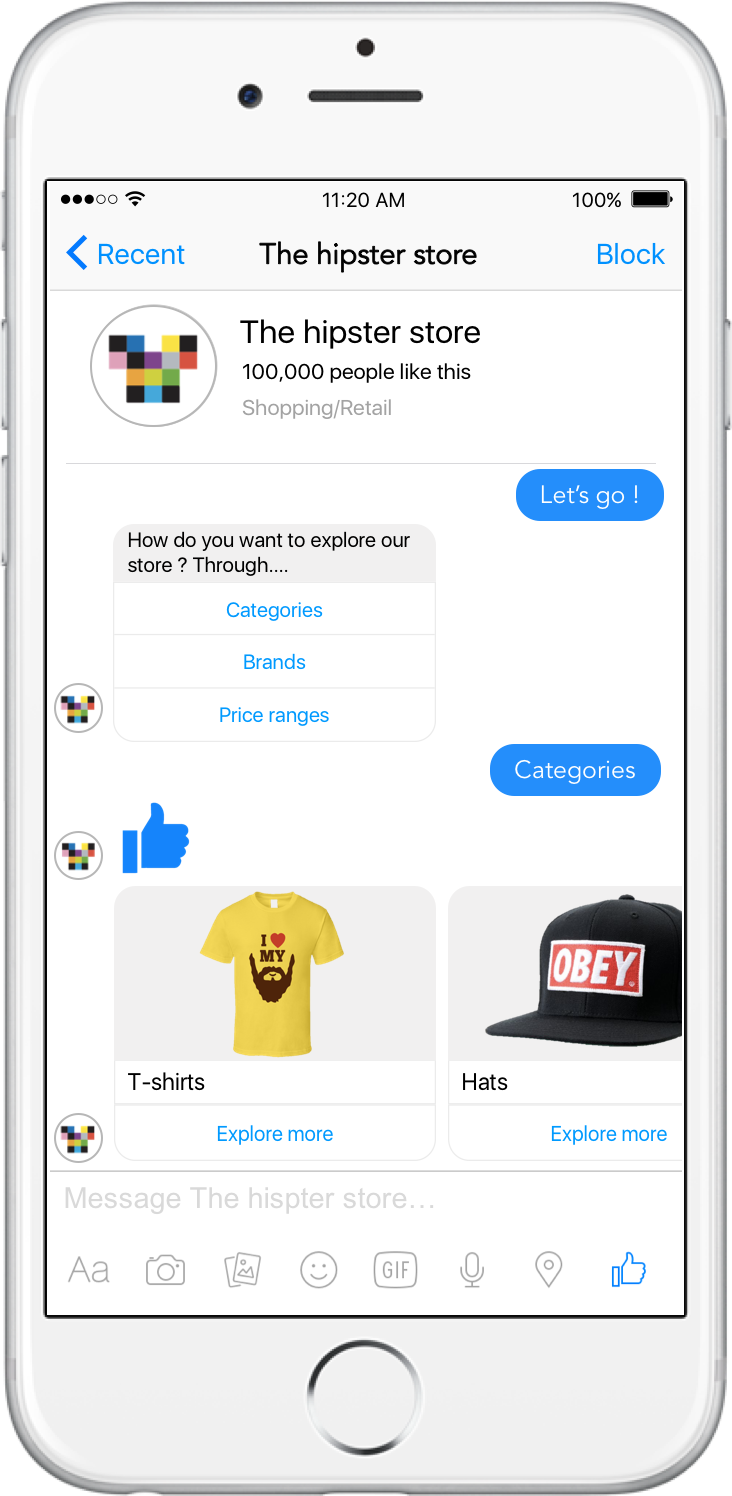 11:20 AM
100%
Recent
The hipster store
Block
The hipster store
100,000 people like this
Shopping/Retail
Let's go !
How do you want to explore our
store ? Through....
Categories
Brands
Price ranges
Categories
I
MY
OBEY
T-shirts
Hats
Explore more
Explore more
Message The hispter store...
Aa
GIF